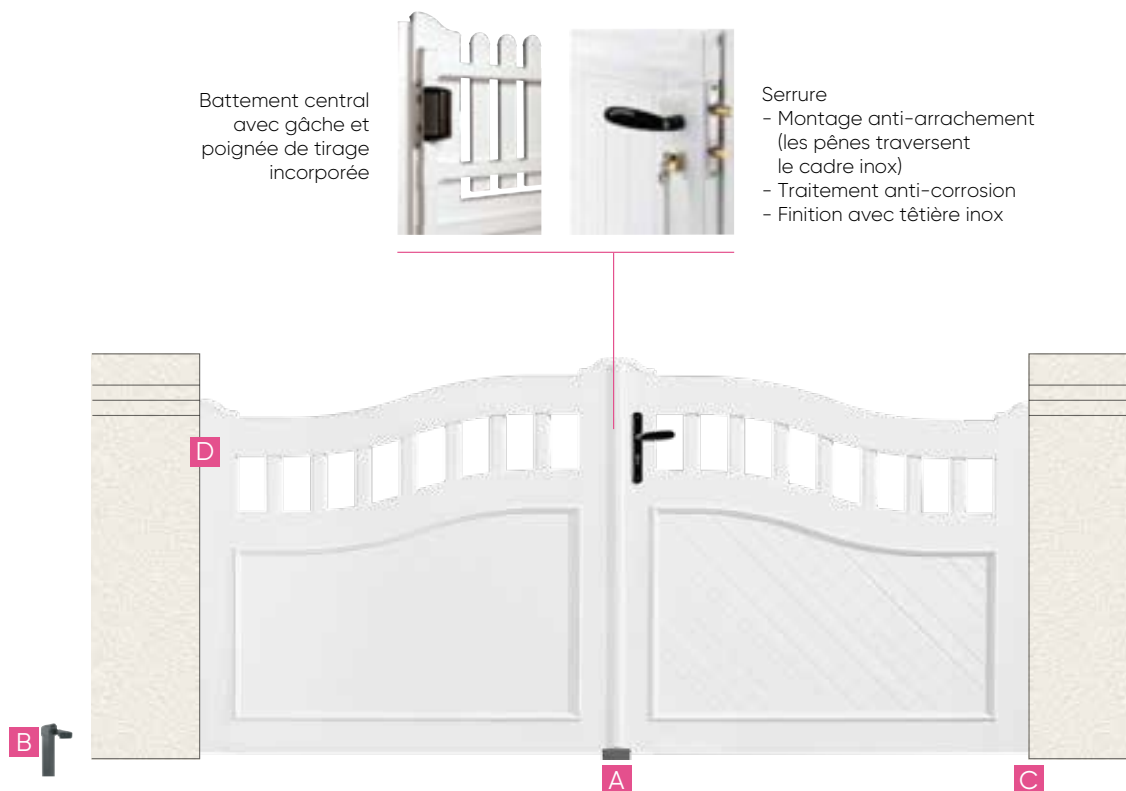 Battement central
avec gâche et
poignée de tirage
incorporée
Serrure
- Montage anti-arrachement
(les pênes traversent
le cadre inox)
- Traitement anti-corrosion
- Finition avec têtière inox
D
B
A
C